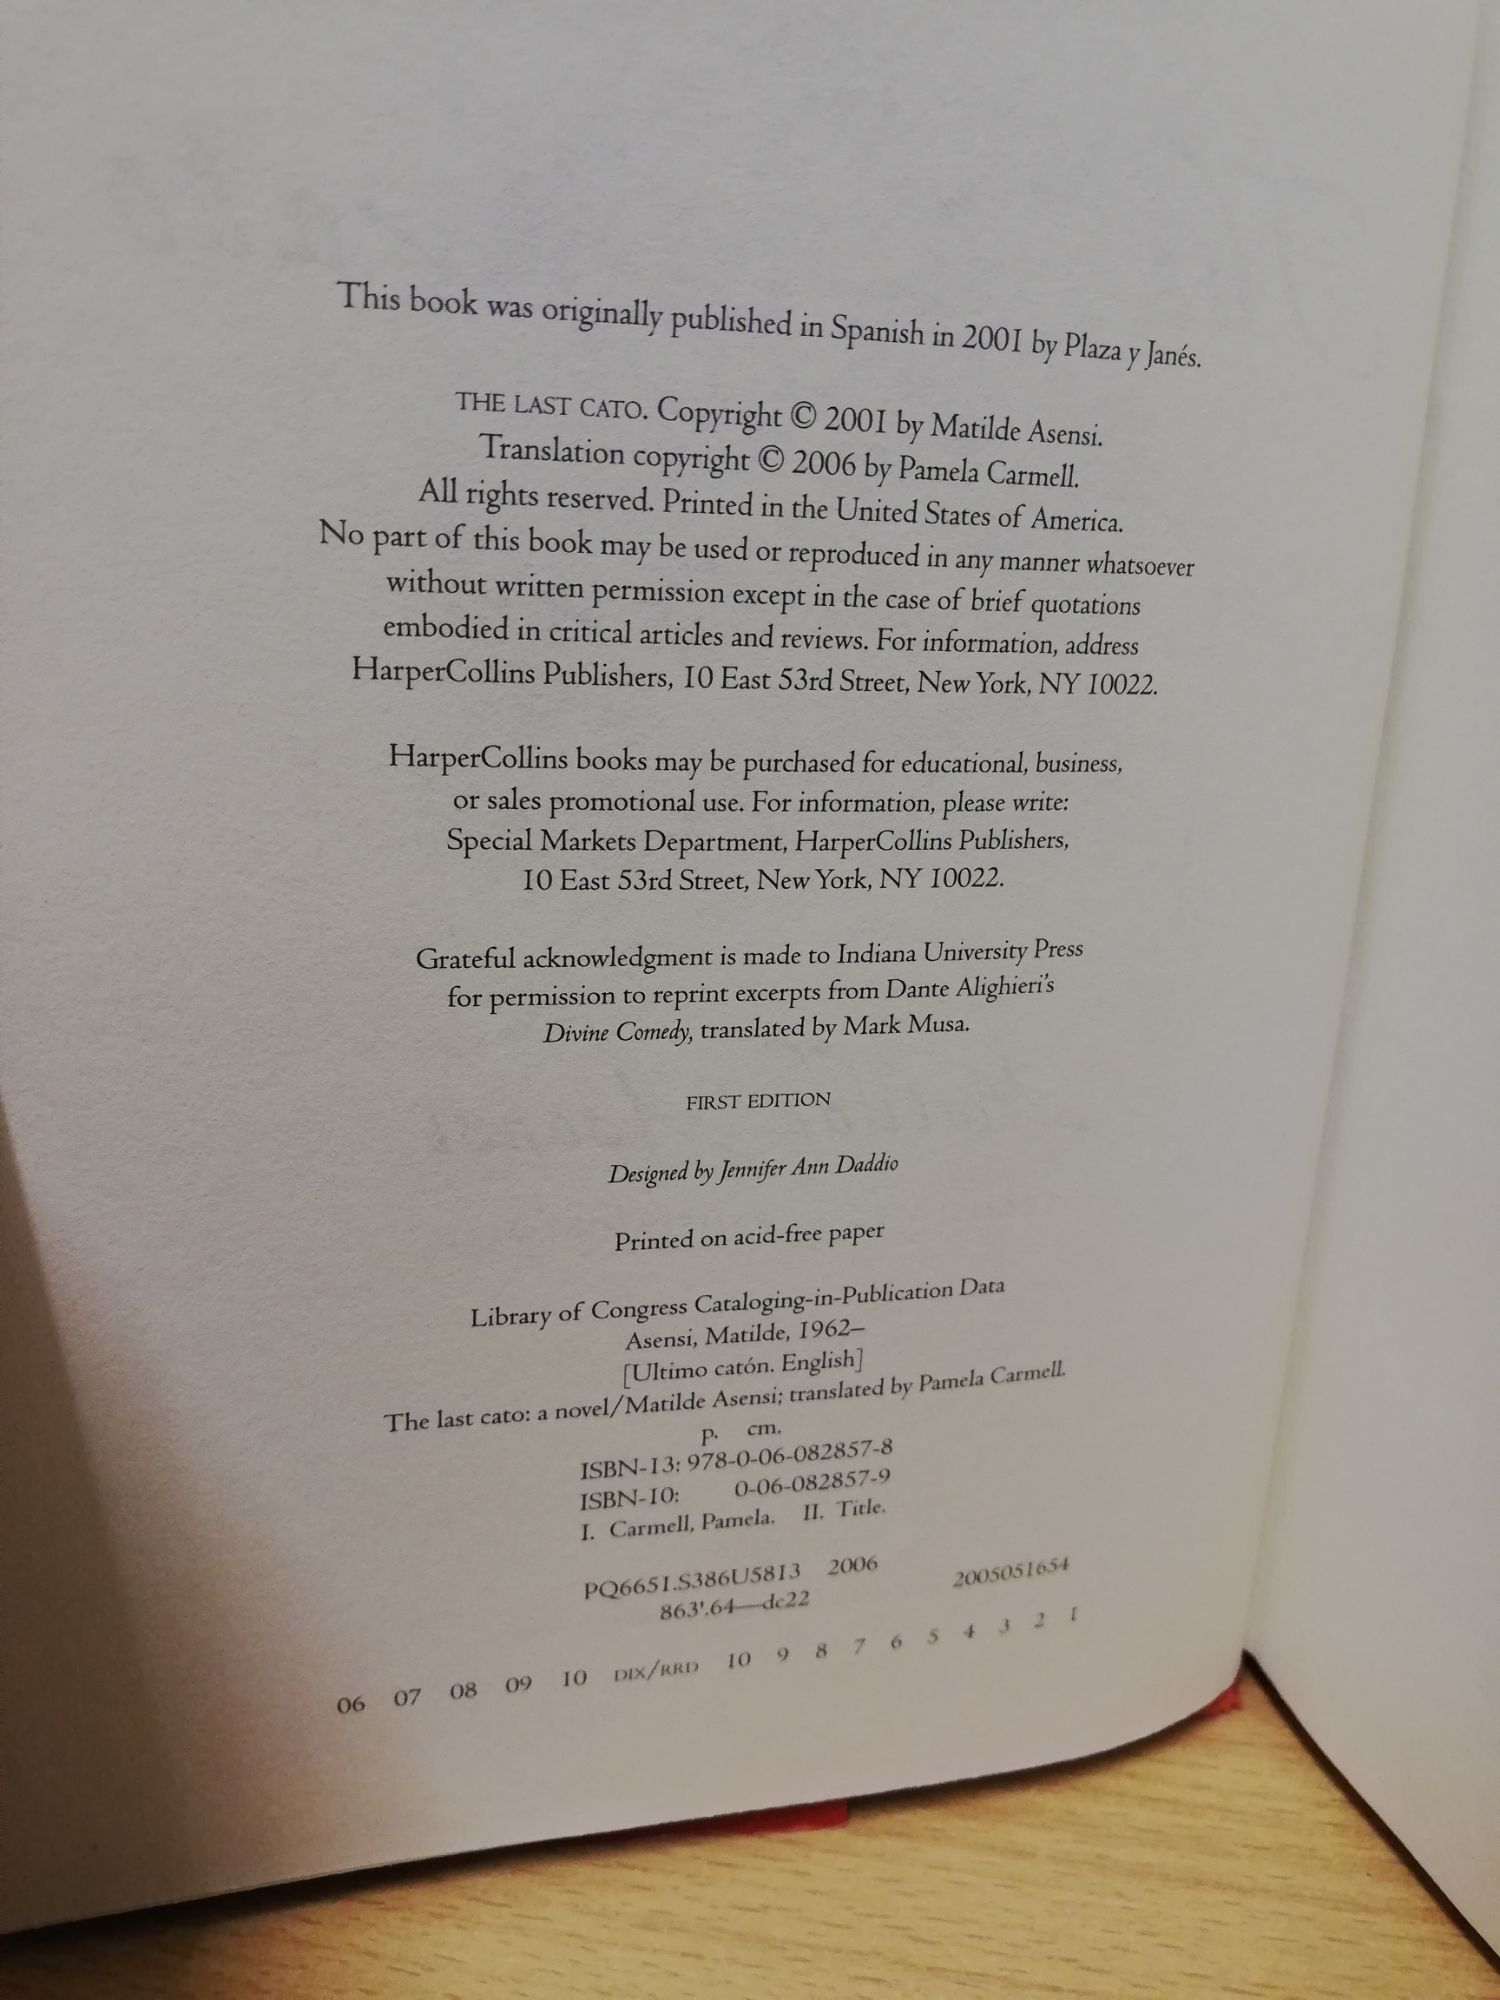 This book was originally published in Spanish in 2001 by Plaza y Janés.
THE LAST CATO. Copyright © 2001 by Matilde Asensi.
Translation copyright © 2006 by Pamela Carmell.
All rights reserved. Printed in the United States of America.
No part of this book may be used or reproduced in any manner whatsoever
without written permission except in the case of brief quotations
embodied in critical articles and reviews. For information, address
HarperCollins Publishers, 10 East 53rd Street, New York, NY 10022.
HarperCollins books may be purchased for educational, business,
or sales promotional use. For information, please write:
Special Markets Department, HarperCollins Publishers,
10 East 53rd Street, New York, NY 10022.
Grateful acknowledgment is made to Indiana University Press
for permission to reprint excerpts from Dante Alighieri's
Divine Comedy, translated by Mark Musa.
FIRST EDITION
Designed by Jennifer Ann Daddio
Printed on acid-free paper
Library of Congress Cataloging-in-Publication Data
Asensi, Matilde, 1962–
[Ultimo catón. English]
The last cato: a novel/Matilde Asensi; translated by Pamela Carmell.
p. cm.
ISBN-13: 978-0-06-082857-8
ISBN-10: 0-06-082857-9
I. Carmell, Pamela. II. Title.
PQ6651.S386U5813 2006
863'.64—dc22 2005051654
06 07 08 09 10 DIX/RRD 10 9 8 7 6 5 4 3 2 1